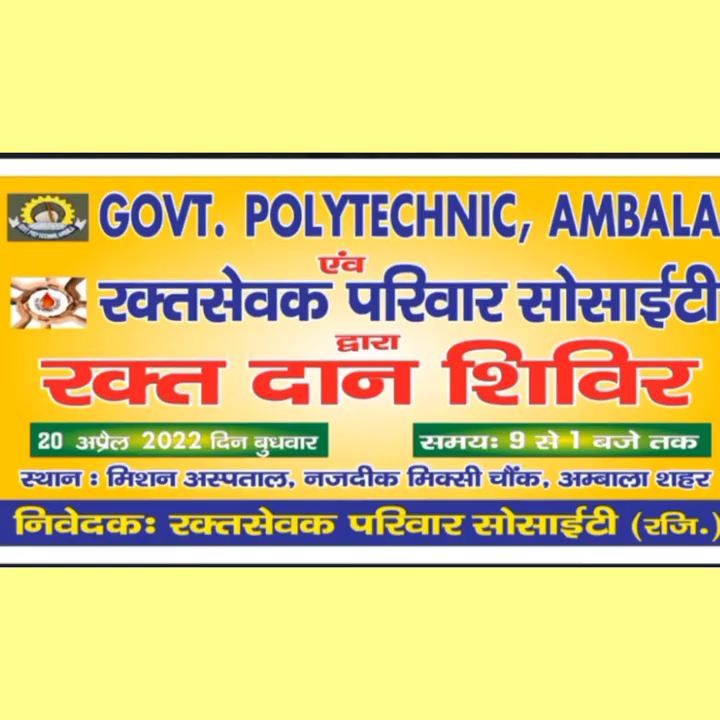 GOVT. POLYTECHNIC, AMBALA
एंव
रक्तसेवक परिवार सोसाईटी
द्वारा
रक्त दान शिविर
20 अप्रैल 2022 दिन बुधवार
समयः 9 से 1 बजे तक
स्थान : मिशन अस्पताल, नजदीक मिक्सी चौंक, अम्बाला शहर
निवेदकः रक्तसेवक परिवार सोसाईटी (रजि.)